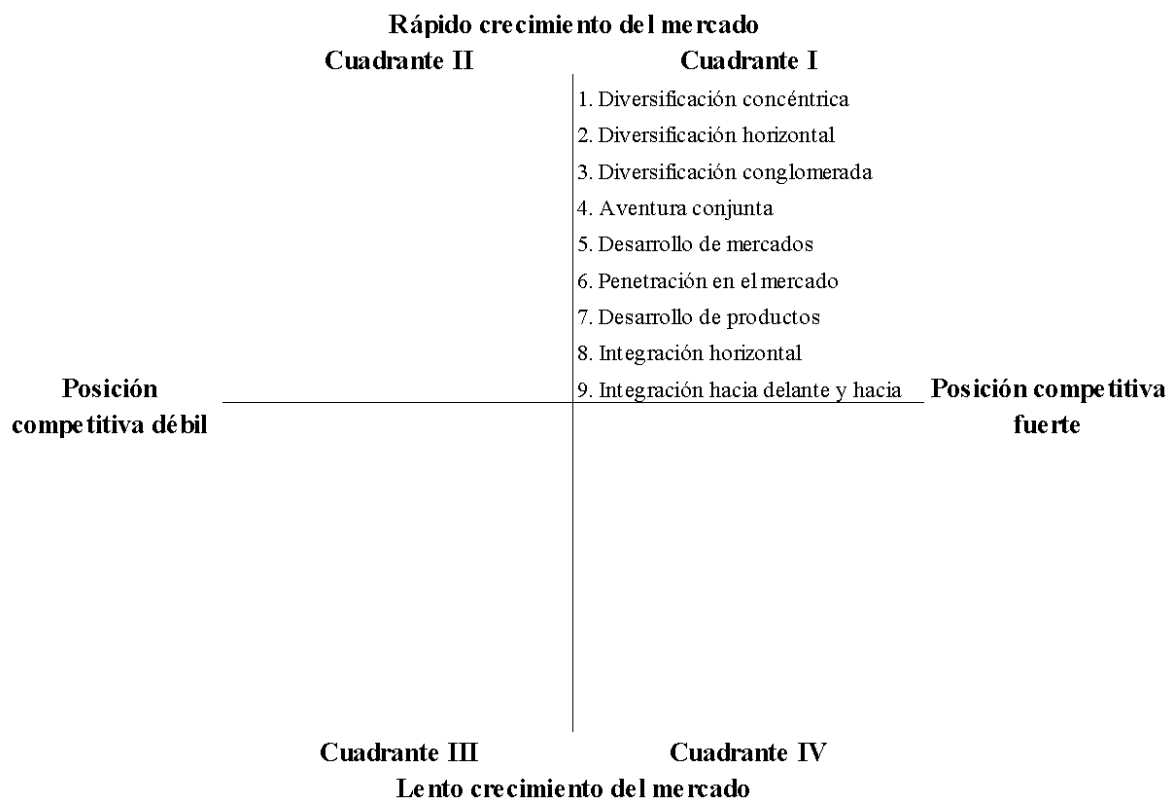 Rápido crecimiento del mercado
Cuadrante II
Cuadrante I
1. Diversificación concéntrica
2. Diversificación horizontal
3. Diversificación conglomerada
4. Aventura conjunta
5. Desarrollo de mercados
6. Penetración en el mercado
7. Desarrollo de productos
8. Integración horizontal
9. Integración hacia delante y hacia
Posición
competitiva débil
Posición competitiva
fuerte
Cuadrante III
Cuadrante IV
Lento crecimiento del mercado